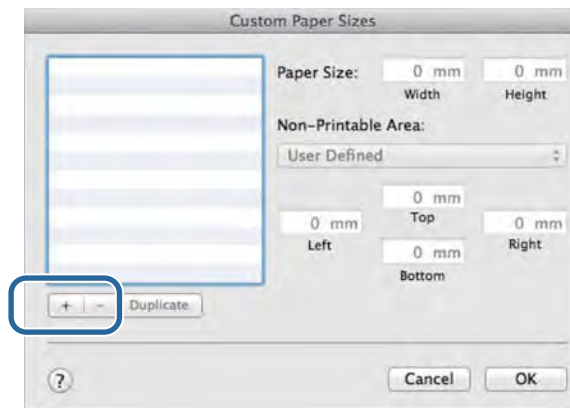 Custom Paper Sizes
Paper Size: 0 mm 0 mm
Width Height
Non-Printable Area:
User Defined
0 mm
Top
0 mm 0 mm
Left Right
0 mm
Bottom
+ - Duplicate
? Cancel OK